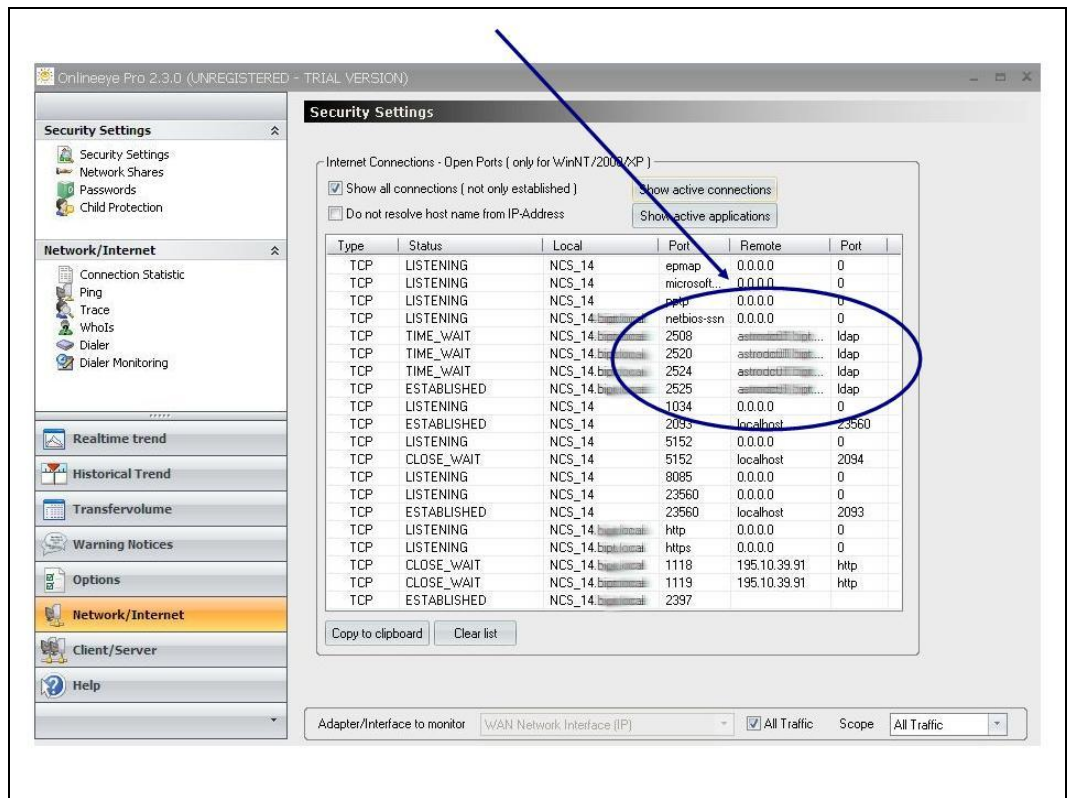 Onlineeye Pro 2.3.0 (UNREGISTERED - TRIAL VERSION)
Security Settings
Security Settings
Network Shares
Passwords
Child Protection
Network/Internet
Connection Statistic
Ping
Trace
WhoIs
Dialer
Dialer Monitoring
Realtime trend
Historical Trend
Transfervolume
Warning Notices
Options
Network/Internet
Client/Server
Help
Security Settings
Internet Connections - Open Ports ( only for WinNT/2000/XP )
Show all connections ( not only established )
Show active connections
Do not resolve host name from IP-Address
Show active applications
Type Status Local Port Remote Port
TCP LISTENING NCS_14 epmap 0.0.0.0 0
TCP LISTENING NCS_14 microsoft... 0.0.0.0 0
TCP LISTENING NCS_14 pptp 0.0.0.0 0
TCP LISTENING NCS_14. netbios-ssn 0.0.0.0 0
TCP TIME_WAIT NCS_14. 2508 ... ldap
TCP TIME_WAIT NCS_14. 2520 ... ldap
TCP TIME_WAIT NCS_14. 2524 ... ldap
TCP ESTABLISHED NCS_14. 2525 ... ldap
TCP LISTENING NCS_14 1034 0.0.0.0 0
TCP ESTABLISHED NCS_14 2093 localhost 23560
TCP LISTENING NCS_14 5152 0.0.0.0 0
TCP CLOSE_WAIT NCS_14 5152 localhost 2094
TCP LISTENING NCS_14 8085 0.0.0.0 0
TCP LISTENING NCS_14 23560 0.0.0.0 0
TCP ESTABLISHED NCS_14 23560 localhost 2093
TCP LISTENING NCS_14. http 0.0.0.0 0
TCP LISTENING NCS_14. https 0.0.0.0 0
TCP CLOSE_WAIT NCS_14. 1118 195.10.39.91 http
TCP CLOSE_WAIT NCS_14. 1119 195.10.39.91 http
TCP ESTABLISHED NCS_14. 2397
Copy to clipboard Clear list
Adapter/Interface to monitor WAN Network Interface (IP) All Traffic Scope All Traffic